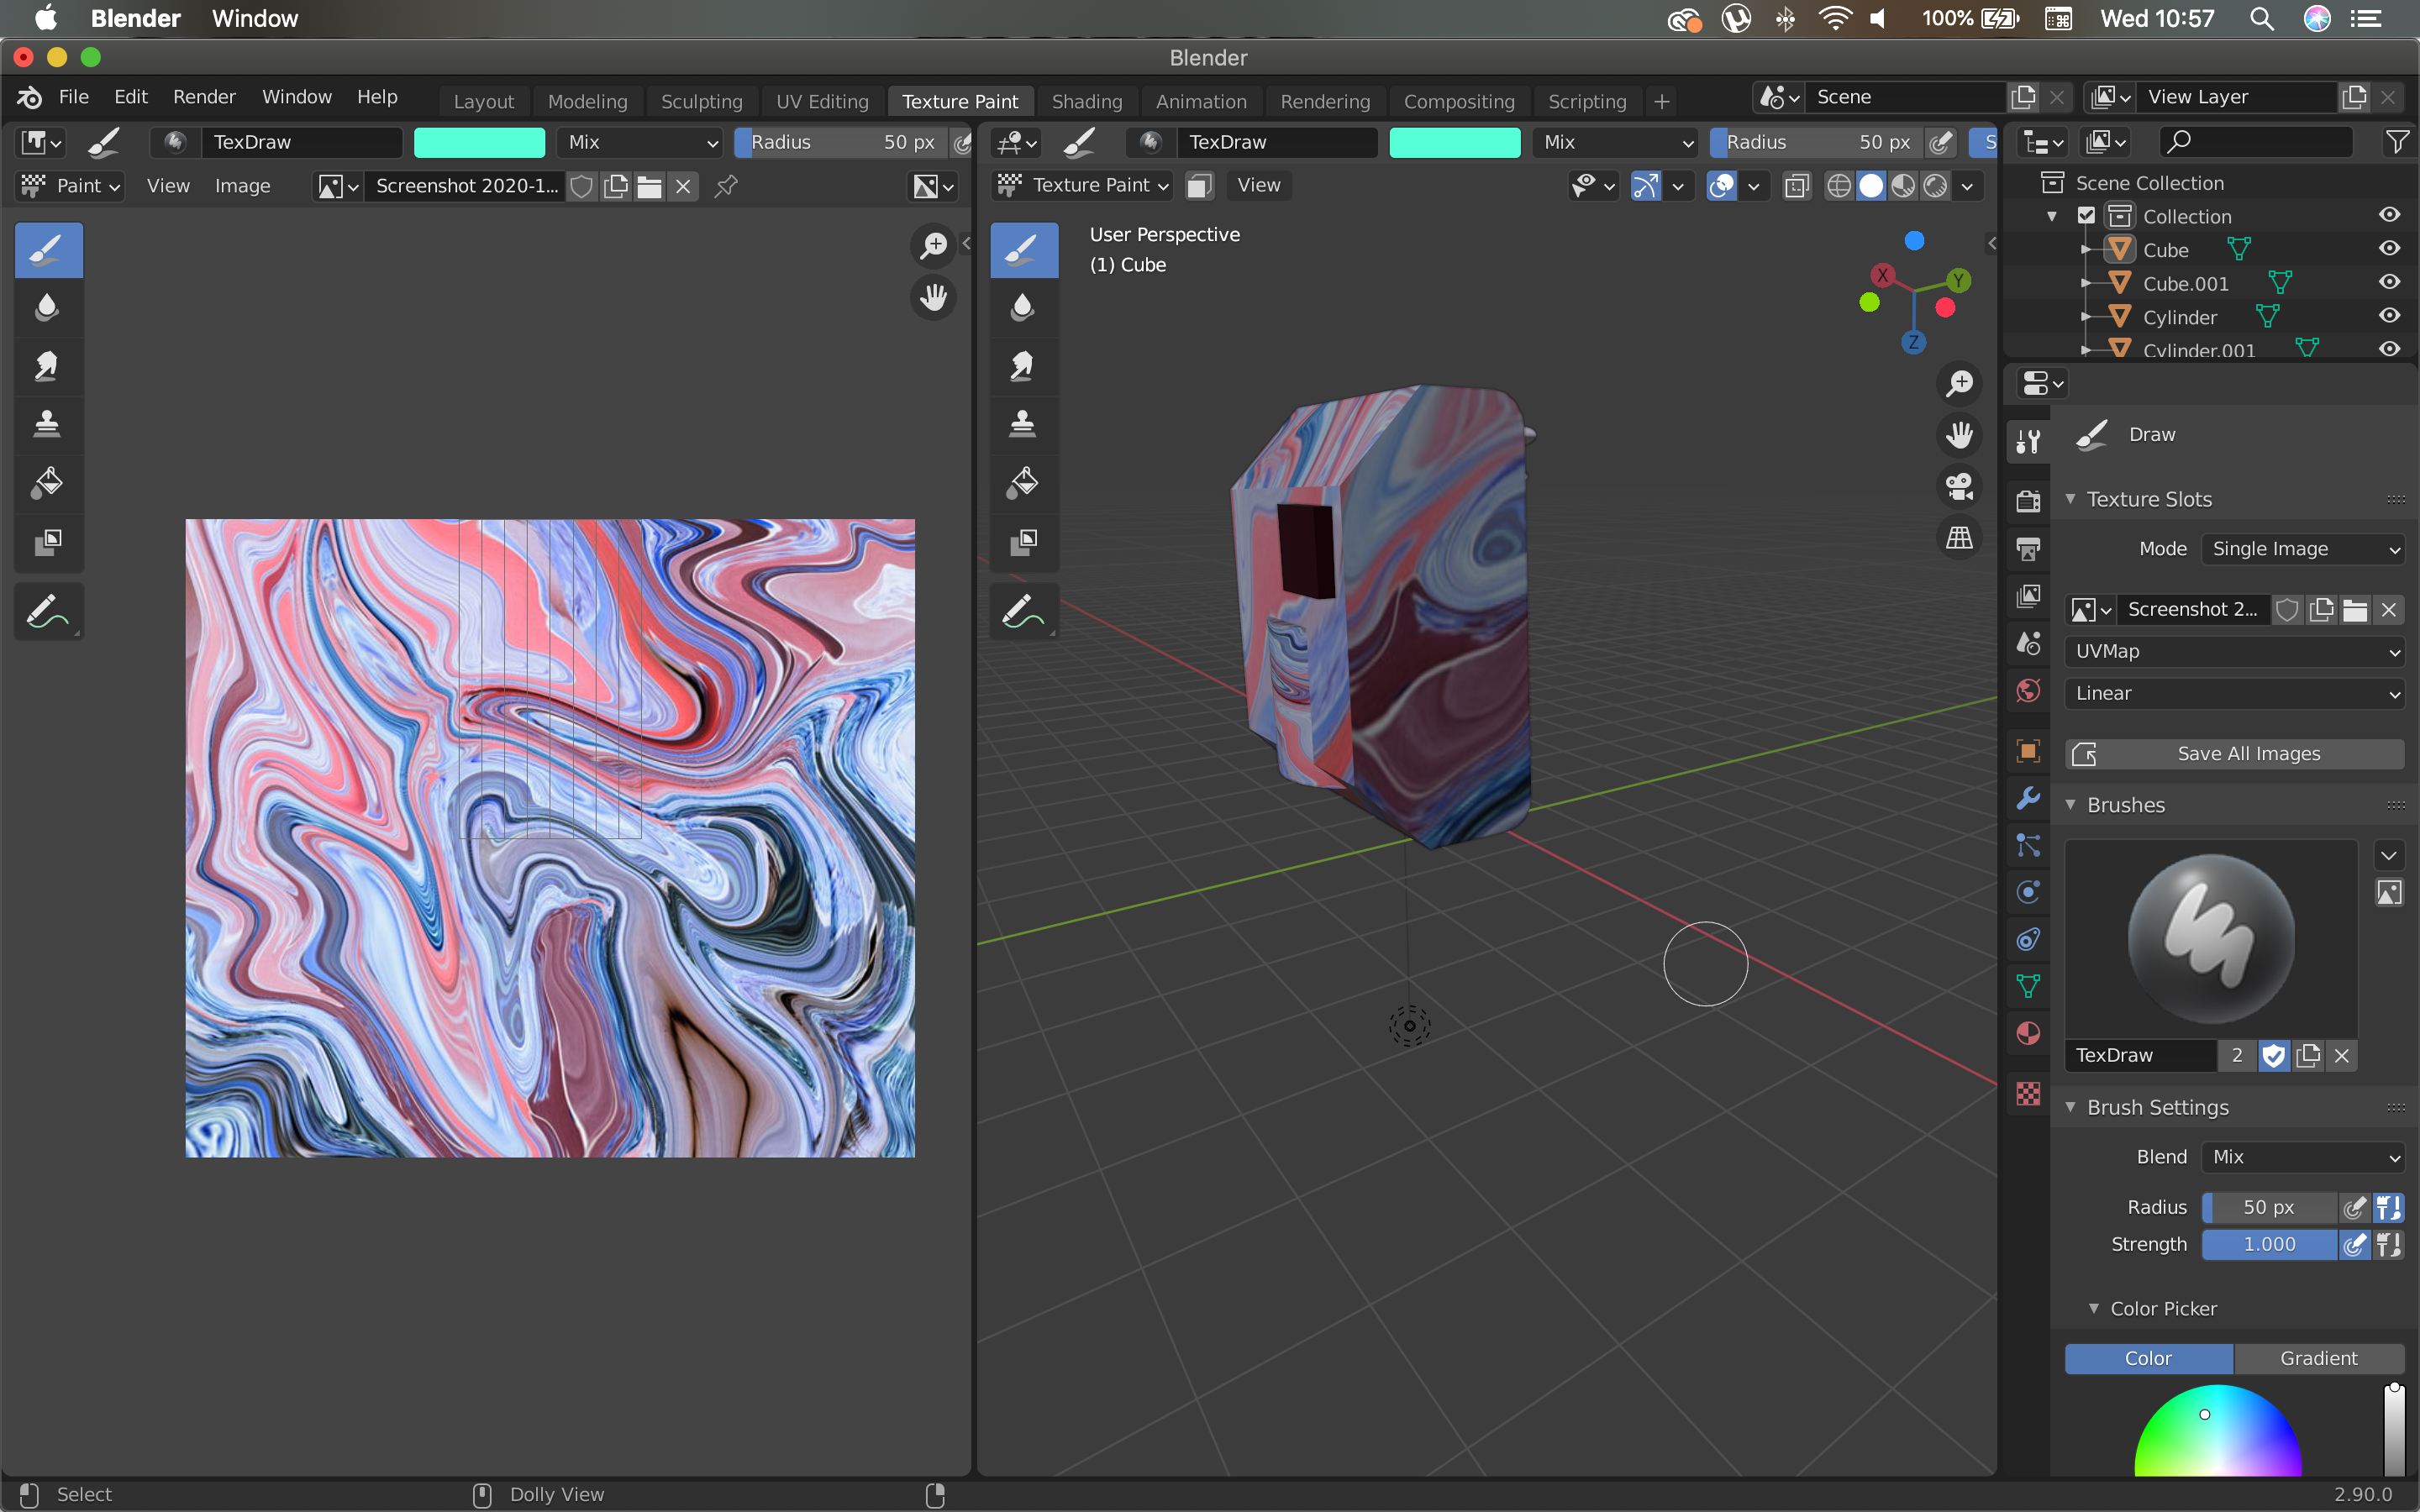 Blender Window 100% Wed 10:57
Blender
File Edit Render Window Help Layout Modeling Sculpting UV Editing Texture Paint Shading Animation Rendering Compositing Scripting + Scene View Layer
TexDraw Mix Radius 50 px TexDraw Mix Radius 50 px S
Paint View Image Screenshot 2020-1... Texture Paint View
User Perspective
(1) Cube
X Y Z
Scene Collection
Collection
Cube
Cube.001
Cylinder
Cylinder.001
Draw
Texture Slots
Mode Single Image
Screenshot 2...
UVMap
Linear
Save All Images
Brushes
TexDraw 2
Brush Settings
Blend Mix
Radius 50 px
Strength 1.000
Color Picker
Color Gradient
Select Dolly View 2.90.0